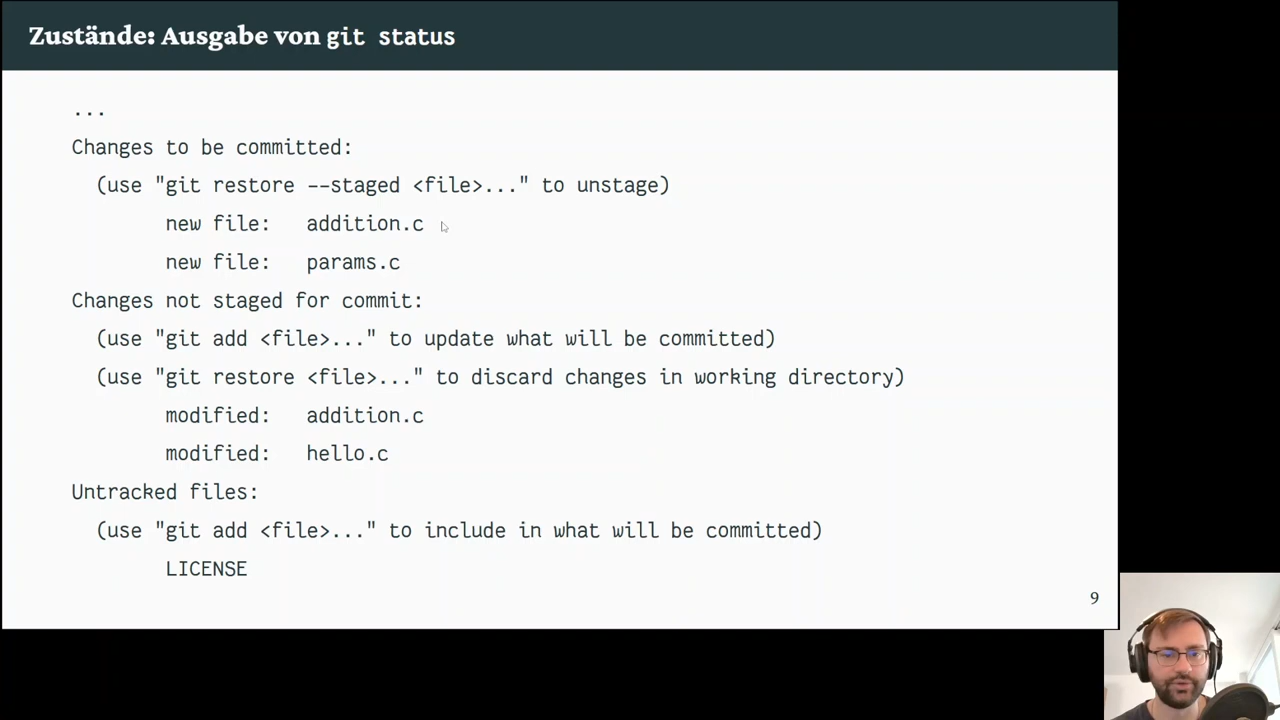 Zustände: Ausgabe von git status
...
Changes to be committed:
(use "git restore --staged <file>..." to unstage)
new file: addition.c
new file: params.c
Changes not staged for commit:
(use "git add <file>..." to update what will be committed)
(use "git restore <file>..." to discard changes in working directory)
modified: addition.c
modified: hello.c
Untracked files:
(use "git add <file>..." to include in what will be committed)
LICENSE
9